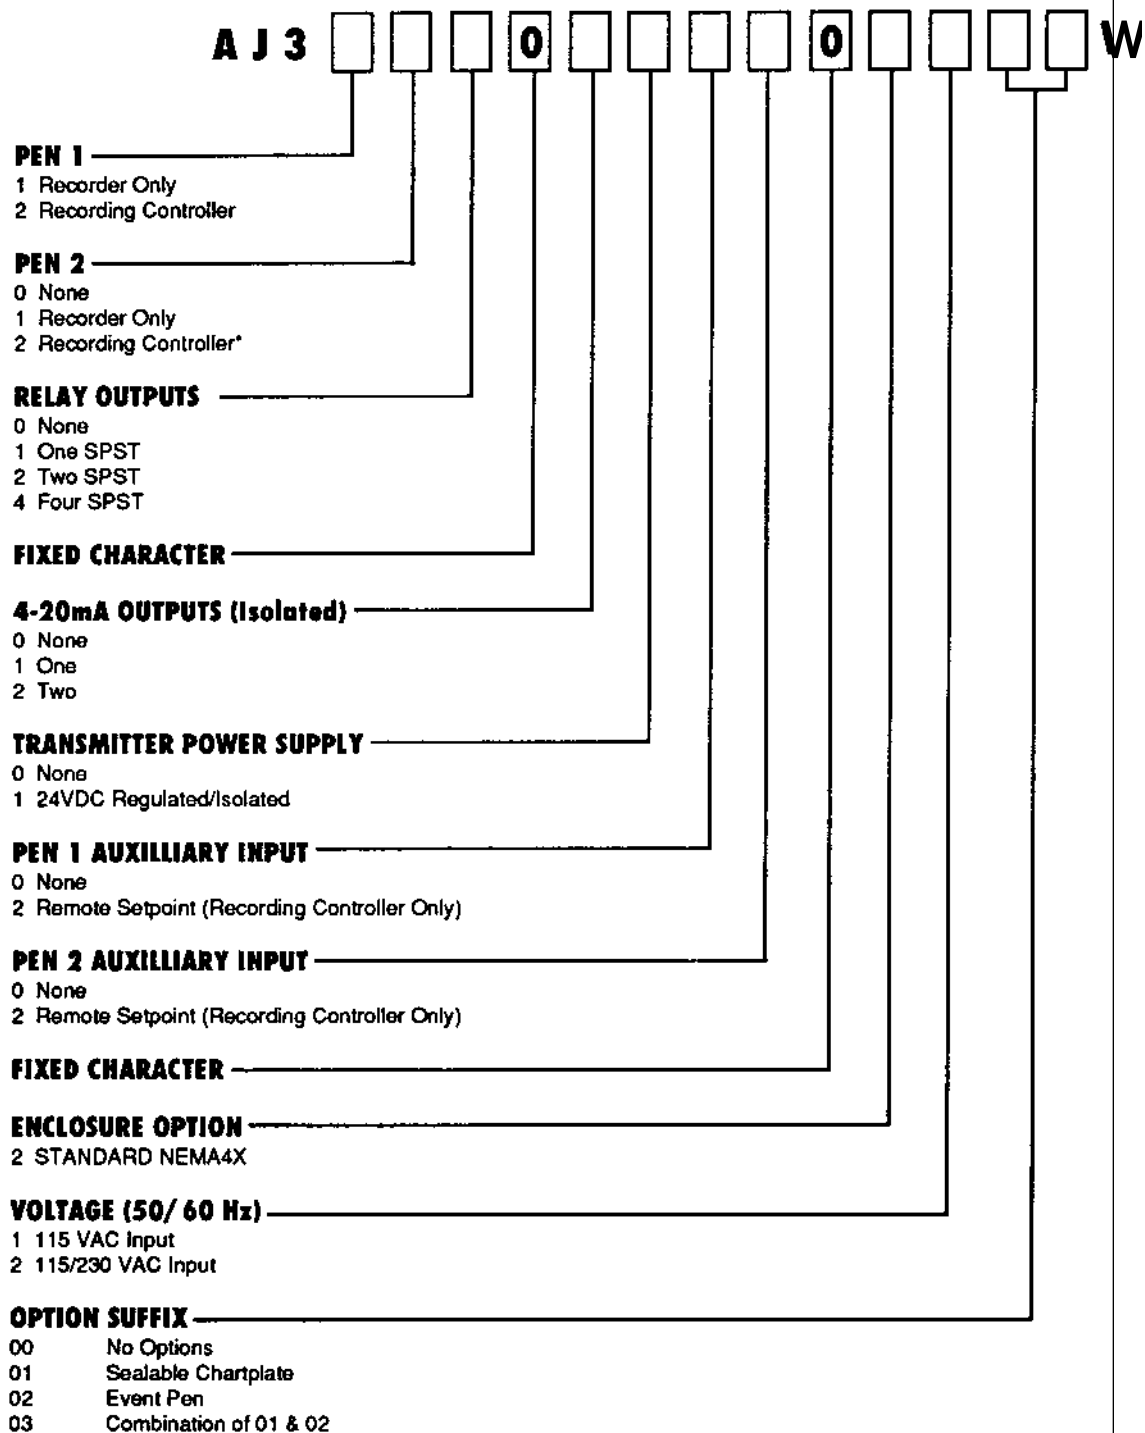 AJ3 0 0 W
PEN 1
1 Recorder Only
2 Recording Controller
PEN 2
0 None
1 Recorder Only
2 Recording Controller*
RELAY OUTPUTS
0 None
1 One SPST
2 Two SPST
4 Four SPST
FIXED CHARACTER
4-20mA OUTPUTS (Isolated)
0 None
1 One
2 Two
TRANSMITTER POWER SUPPLY
0 None
1 24VDC Regulated/Isolated
PEN 1 AUXILLIARY INPUT
0 None
2 Remote Setpoint (Recording Controller Only)
PEN 2 AUXILLIARY INPUT
0 None
2 Remote Setpoint (Recording Controller Only)
FIXED CHARACTER
ENCLOSURE OPTION
2 STANDARD NEMA4X
VOLTAGE (50/60 Hz)
1 115 VAC Input
2 115/230 VAC Input
OPTION SUFFIX
00 No Options
01 Sealable Chartplate
02 Event Pen
03 Combination of 01 & 02